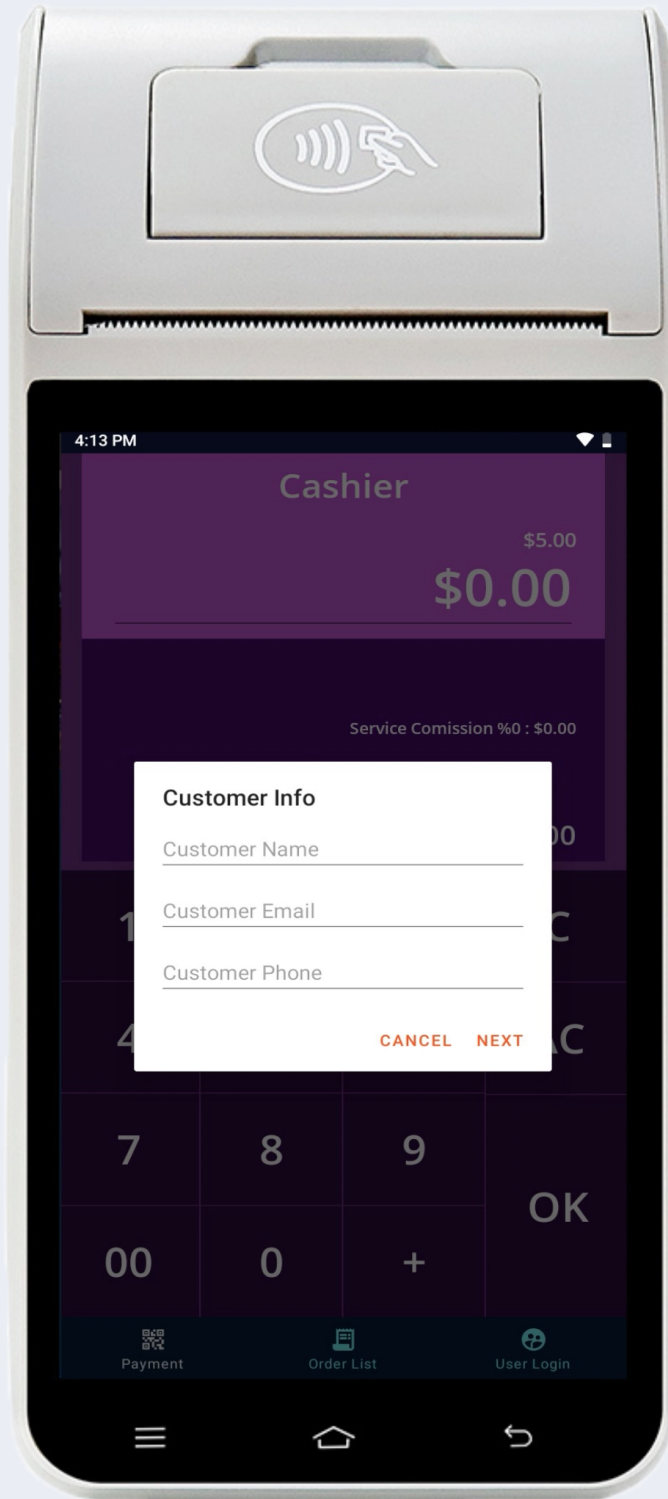 4:13 PM
Cashier
$5.00
$0.00
Service Comission %0 : $0.00
Customer Info
Customer Name
Customer Email
Customer Phone
CANCEL NEXT
7 8 9
OK
00 0 +
Payment Order List User Login